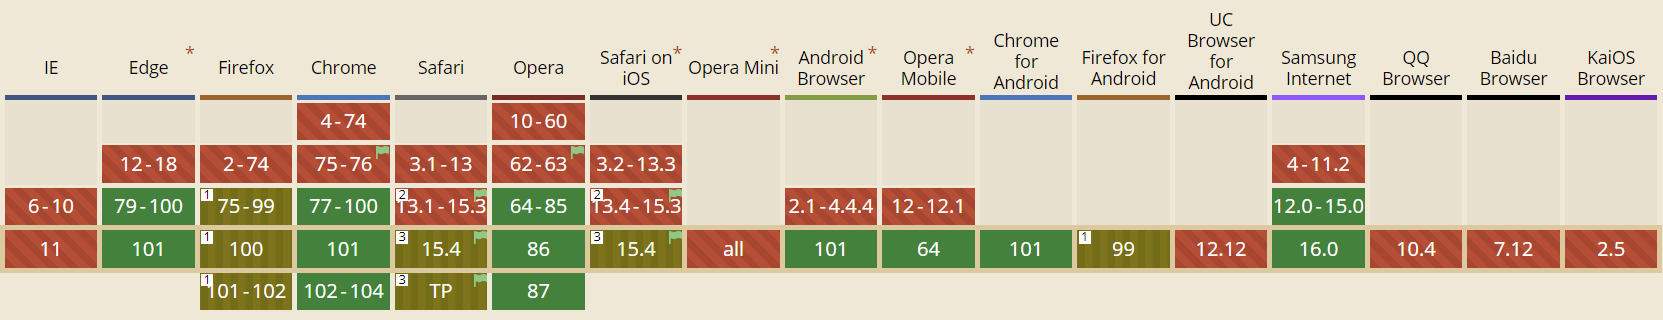 IE
Edge *
Firefox
Chrome
Safari
Opera
Safari on *
iOS
Opera Mini *
Android *
Browser
Opera *
Mobile
Chrome
for
Android
Firefox for
Android
UC
Browser
for
Android
Samsung
Internet
QQ
Browser
Baidu
Browser
KaiOS
Browser
4-74 10-60
12-18 2-74 75-76 3.1-13 62-63 3.2-13.3 4-11.2
6-10 79-100 1 75-99 77-100 2 13.1-15.3 64-85 2 13.4-15.3 2.1-4.4.4 12-12.1 12.0-15.0
11 101 1 100 101 3 15.4 86 3 15.4 all 101 64 101 1 99 12.12 16.0 10.4 7.12 2.5
1 101-102 102-104 3 TP 87